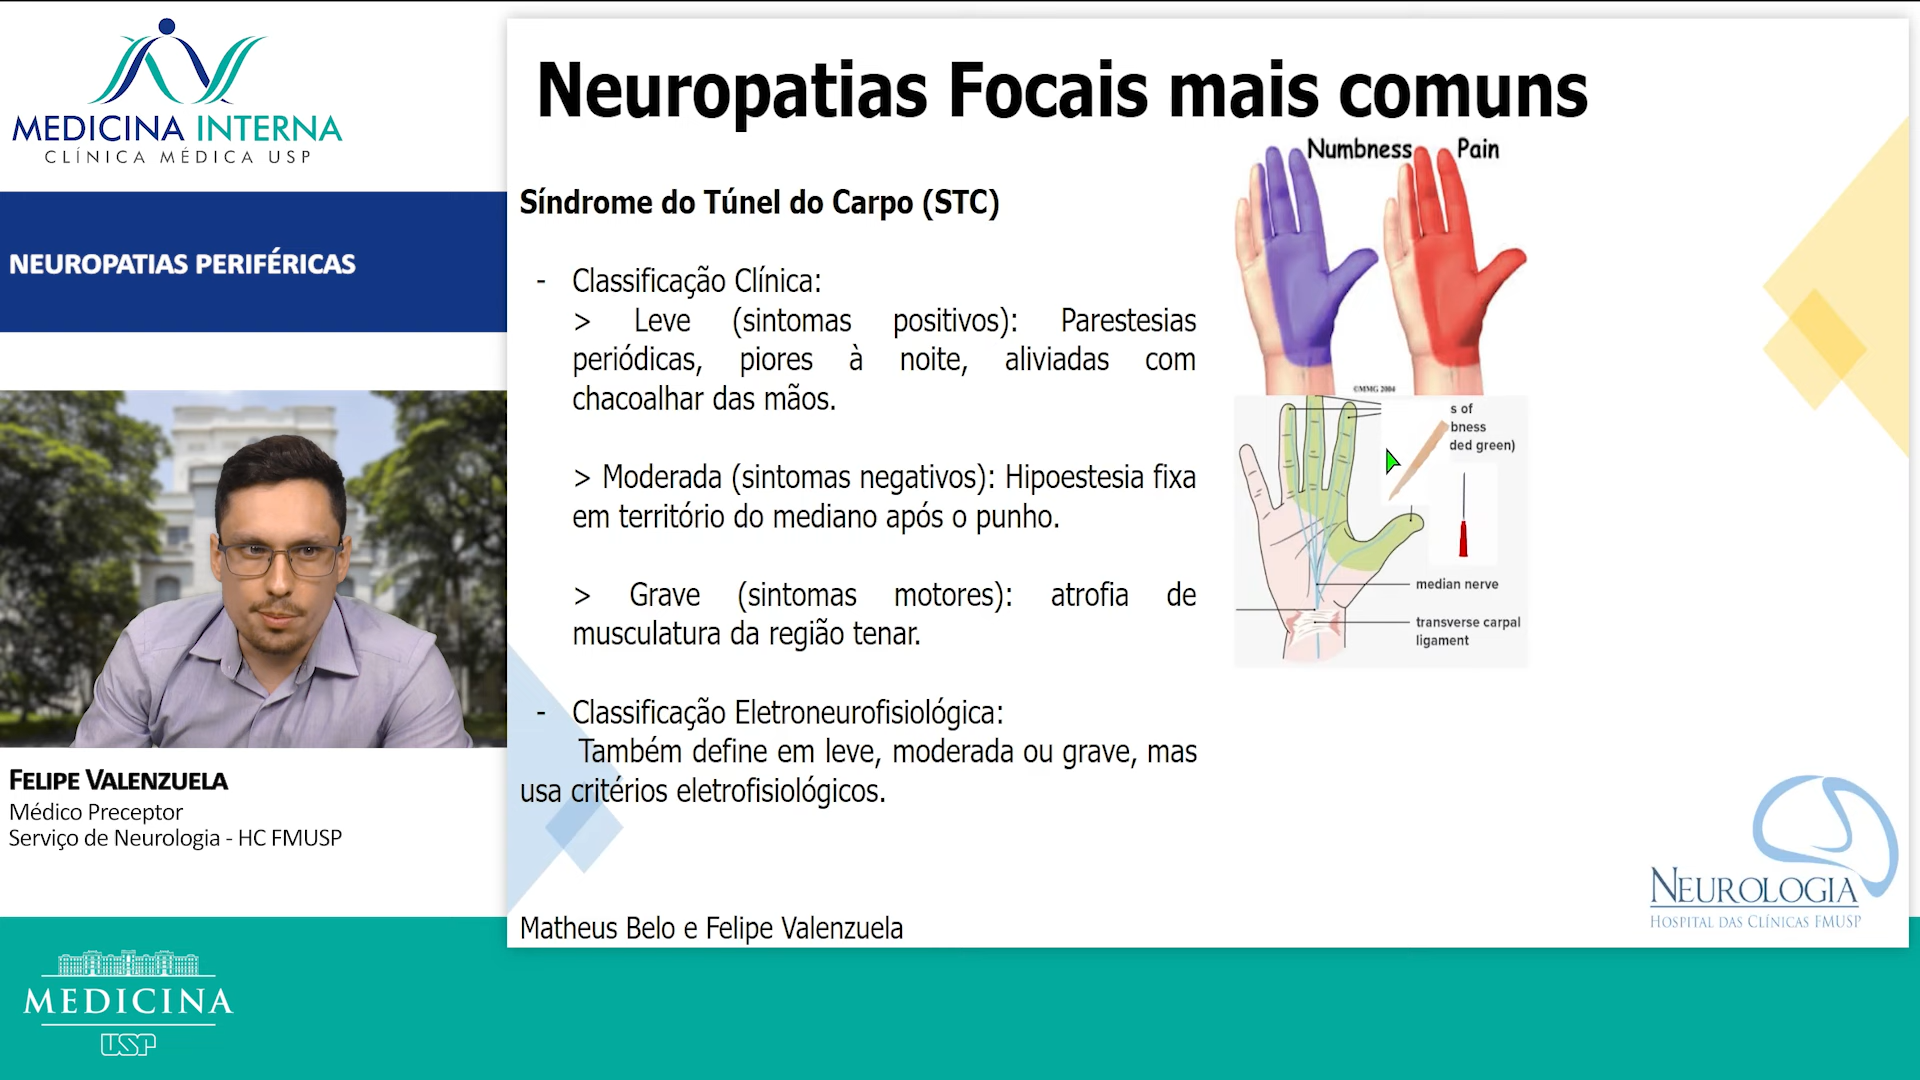 MEDICINA INTERNA
CLÍNICA MÉDICA USP
NEUROPATIAS PERIFÉRICAS
FELIPE VALENZUELA
Médico Preceptor
Serviço de Neurologia - HC FMUSP
MEDICINA
USP
Neuropatias Focais mais comuns
Síndrome do Túnel do Carpo (STC)
- Classificação Clínica:
> Leve (sintomas positivos): Parestesias
periódicas, piores à noite, aliviadas com
chacoalhar das mãos.
> Moderada (sintomas negativos): Hipoestesia fixa
em território do mediano após o punho.
> Grave (sintomas motores): atrofia de
musculatura da região tenar.
- Classificação Eletroneurofisiológica:
Também define em leve, moderada ou grave, mas
usa critérios eletrofisiológicos.
Matheus Belo e Felipe Valenzuela
Numbness Pain
©MMG 2004
s of
bness
ded green)
median nerve
transverse carpal
ligament
NEUROLOGIA
HOSPITAL DAS CLÍNICAS FMUSP